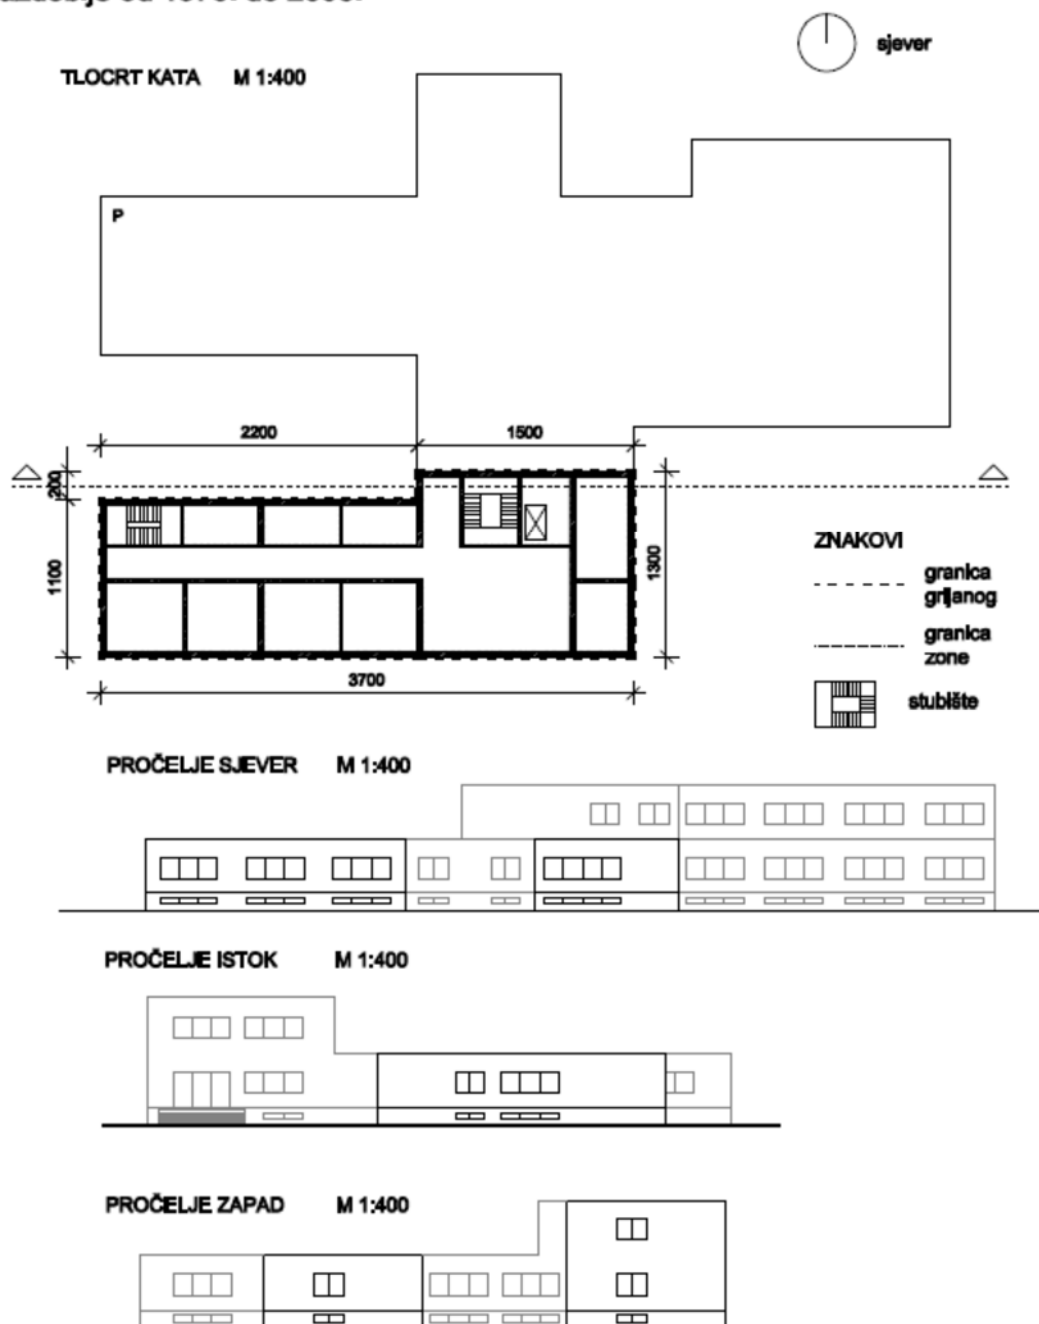 sjever
TLOCRT KATA M 1:400
P
2200
1500
200
1100
1300
3700
ZNAKOVI
granica
grijanog
granica
zone
stubište
PROČELJE SJEVER M 1:400
PROČELJE ISTOK M 1:400
PROČELJE ZAPAD M 1:400